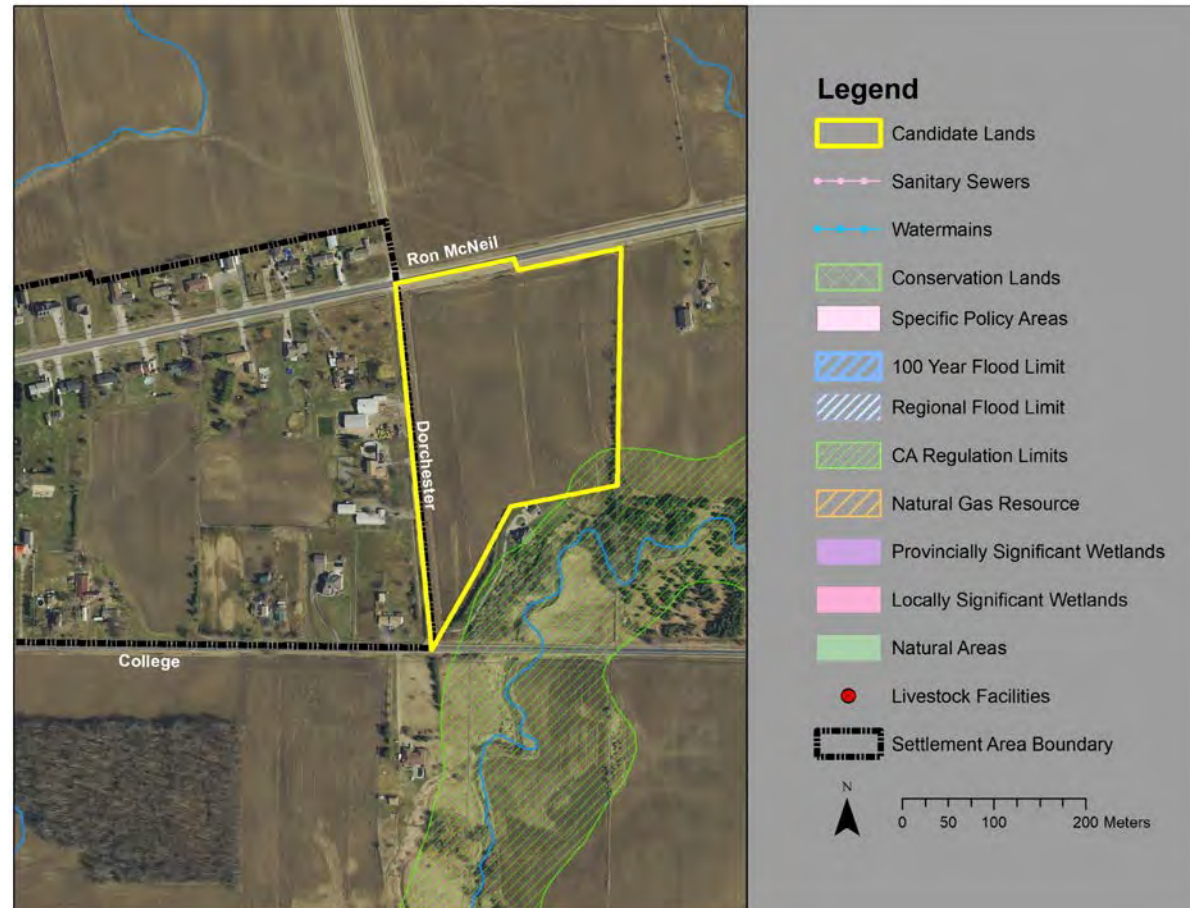 Ron McNeil
Dorchester
College
Legend
Candidate Lands
Sanitary Sewers
Watermains
Conservation Lands
Specific Policy Areas
100 Year Flood Limit
Regional Flood Limit
CA Regulation Limits
Natural Gas Resource
Provincially Significant Wetlands
Locally Significant Wetlands
Natural Areas
Livestock Facilities
Settlement Area Boundary
N
0 50 100 200 Meters